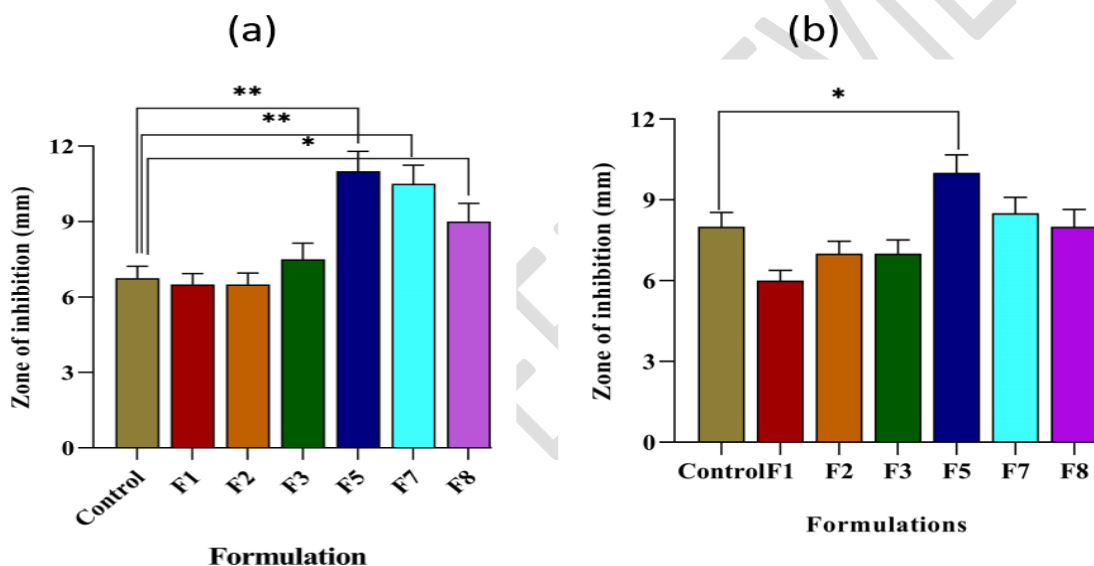 (a)
**
**
*
12
9
6
3
0
Zone of inhibition (mm)
Control F1 F2 F3 F5 F7 F8
Formulation
(b)
*
12
9
6
3
0
Zone of inhibition (mm)
ControlF1 F2 F3 F5 F7 F8
Formulations